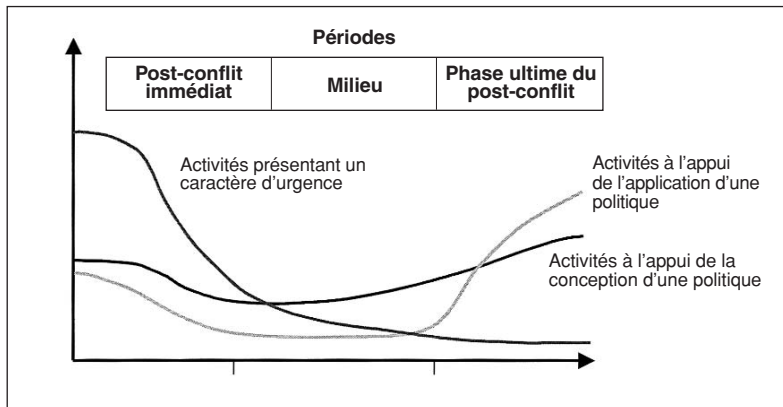 Périodes
Post-conflit
immédiat
Milieu
Phase ultime du
post-conflit
Activités présentant un
caractère d’urgence
Activités à l’appui
de l’application d’une
politique
Activités à l’appui de la
conception d’une politique